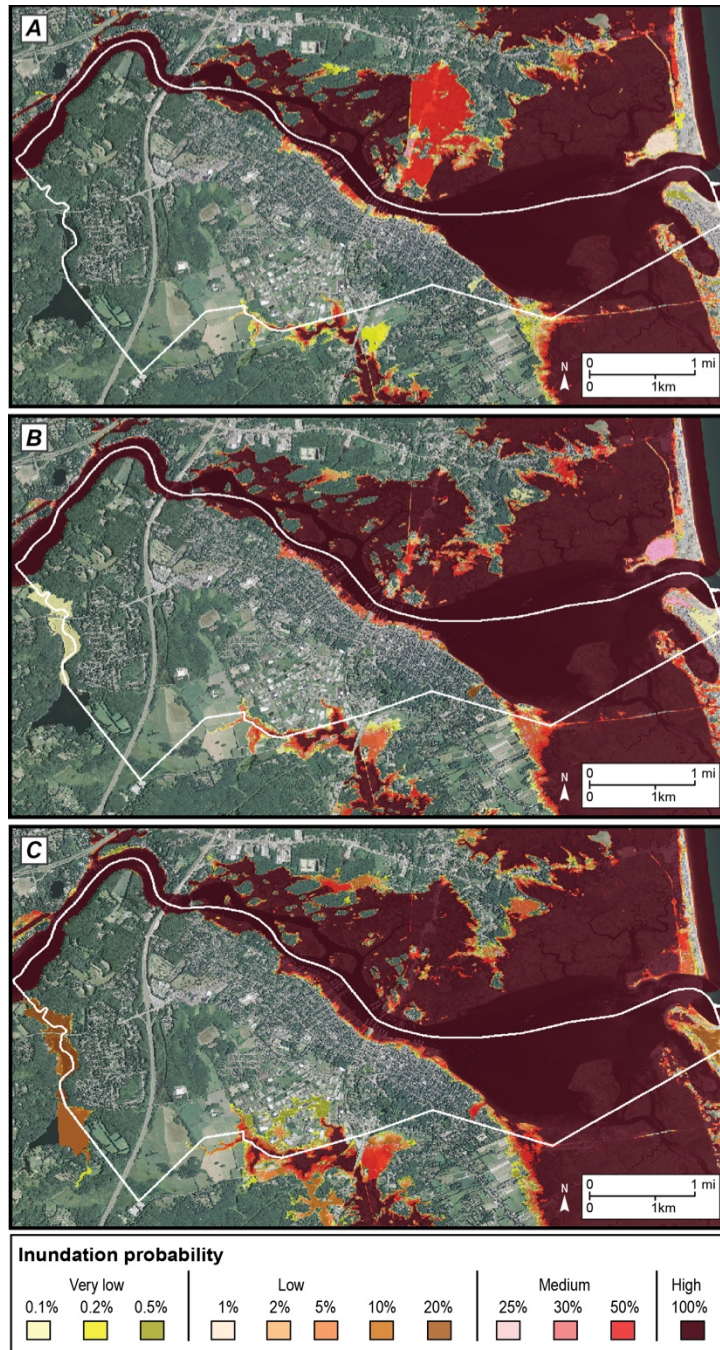 A
N
0 1 mi
0 1km
B
N
0 1 mi
0 1km
C
N
0 1 mi
0 1km
Inundation probability
Very low Low Medium High
0.1% 0.2% 0.5% 1% 2% 5% 10% 20% 25% 30% 50% 100%